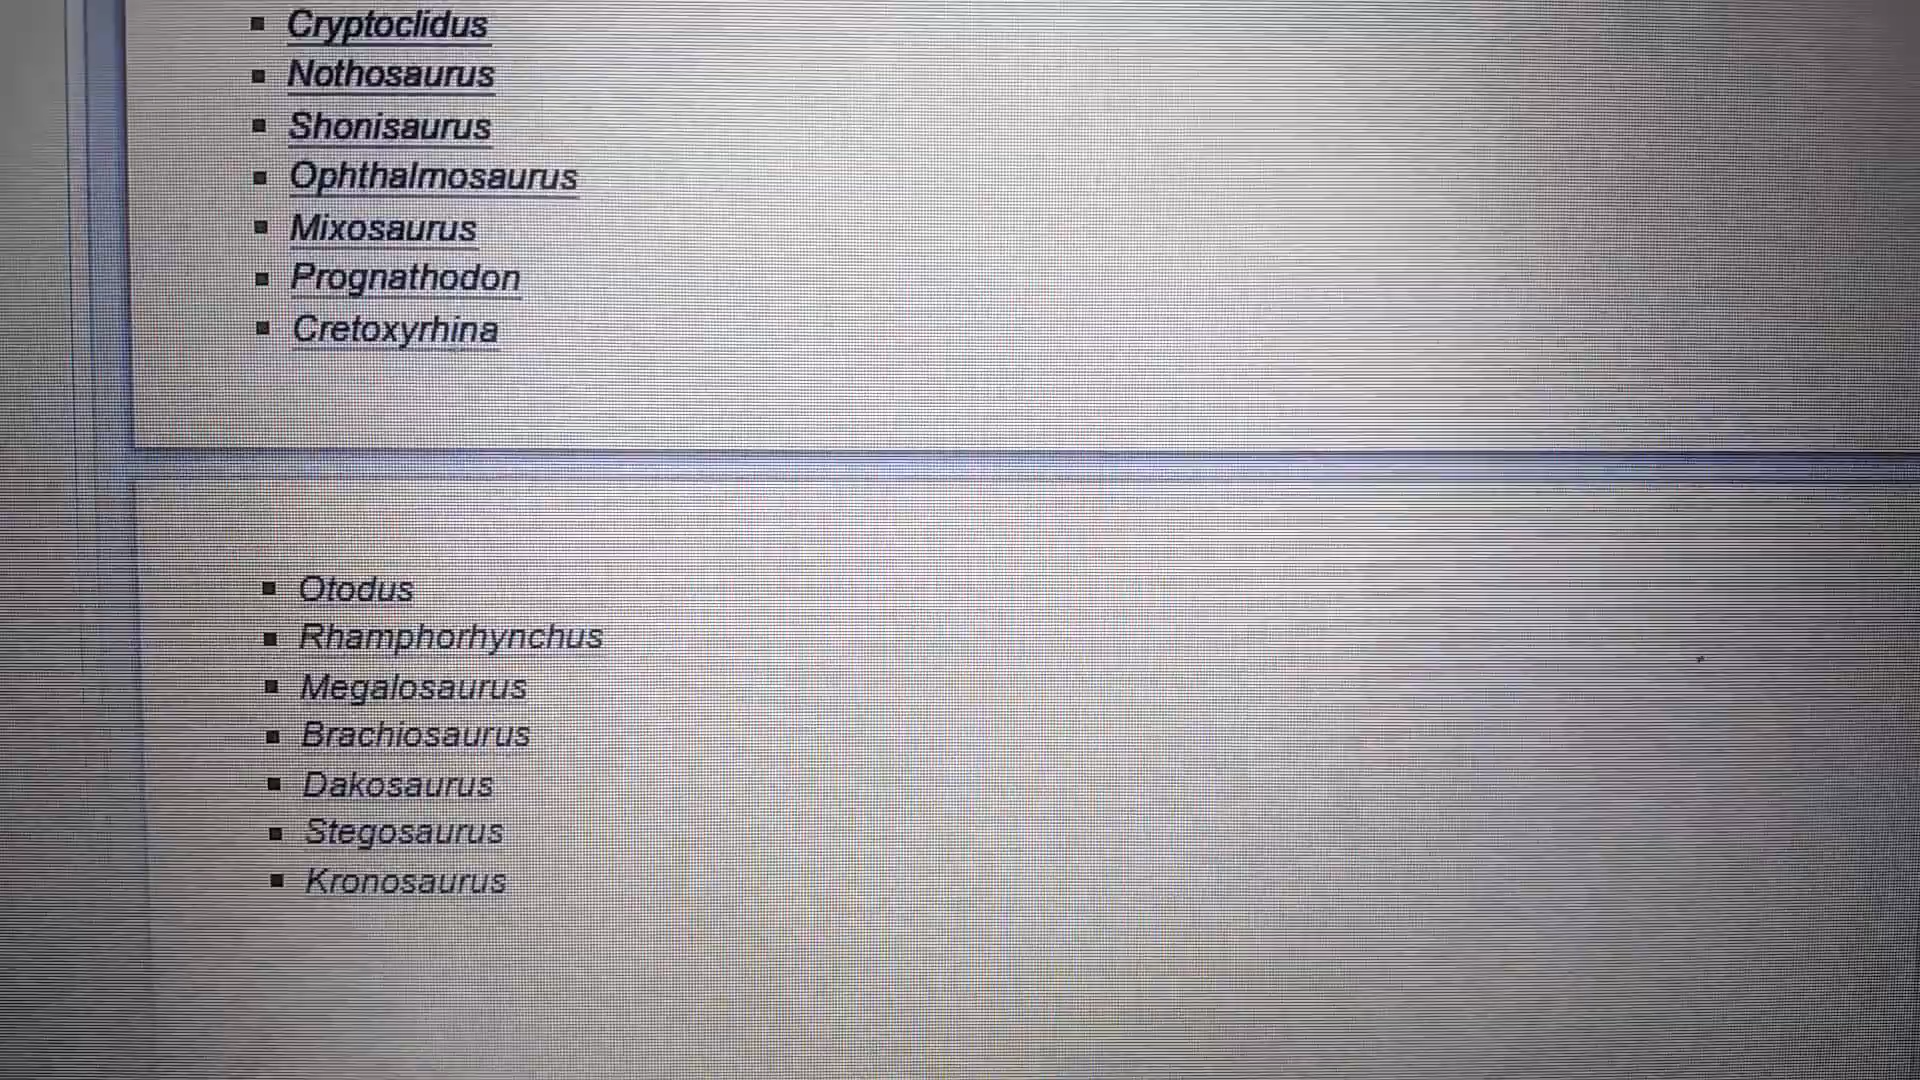 Cryptoclidus
Nothosaurus
Shonisaurus
Ophthalmosaurus
Mixosaurus
Prognathodon
Cretoxyrhina
Otodus
Rhamphorhynchus
Megalosaurus
Brachiosaurus
Dakosaurus
Stegosaurus
Kronosaurus